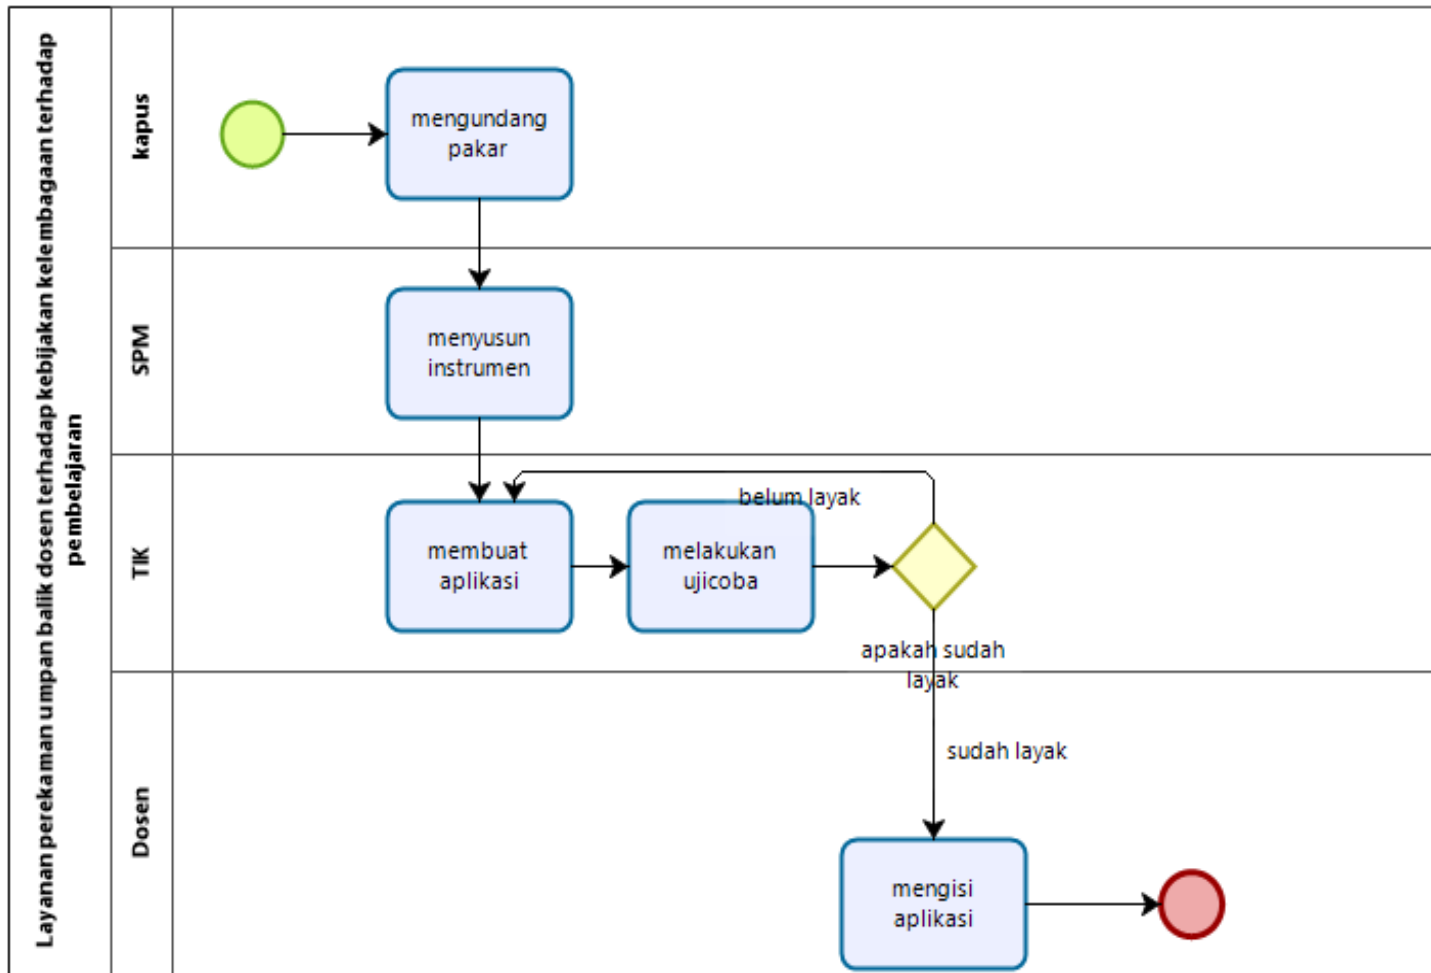 Layanan perekaman umpan balik dosen terhadap kebijakan kelembagaan terhadap
pembelajaran
kapus
mengundang
pakar
SPM
menyusun
instrumen
TIK
belum layak
membuat
aplikasi
melakukan
ujicoba
apakah sudah
layak
Dosen
sudah layak
mengisi
aplikasi